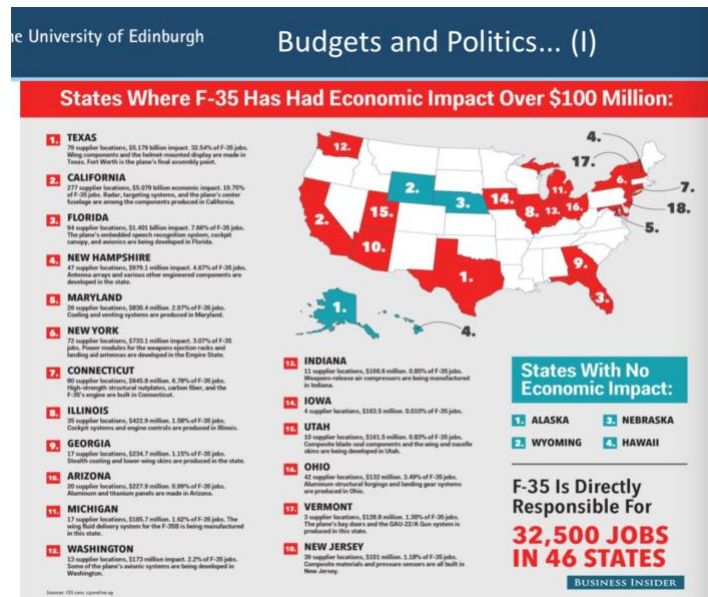 ne University of Edinburgh
Budgets and Politics... (I)
States Where F-35 Has Had Economic Impact Over $100 Million:
1. TEXAS
79 supplier locations, $5.179 billion impact. 32.54% of F-35 jobs.
Wing components and the helmet-mounted display are made in
Texas. Fort Worth is the plane's final assembly point.
2. CALIFORNIA
277 supplier locations, $5.079 billion economic impact. 19.75%
of F-35 jobs. Radar, targeting systems, and the plane's center
fuselage are among the components produced in California.
3. FLORIDA
94 supplier locations, $1.401 billion impact. 7.66% of F-35 jobs.
The plane's embedded speech recognition system, cockpit
canopy, and avionics are being developed in Florida.
4. NEW HAMPSHIRE
47 supplier locations, $979.1 million impact. 4.67% of F-35 jobs.
Antenna arrays and various other engineered components are
developed in the state.
5. MARYLAND
28 supplier locations, $830.4 million. 2.97% of F-35 jobs.
Cooling and venting systems are produced in Maryland.
6. NEW YORK
72 supplier locations, $733.1 million impact. 3.07% of F-35
jobs. Power modules for the weapons ejection racks and
landing aid antennas are developed in the Empire State.
7. CONNECTICUT
80 supplier locations, $645.8 million. 6.78% of F-35 jobs.
High-strength structural nutplates, carbon fiber, and the
F-35's engine are built in Connecticut.
8. ILLINOIS
35 supplier locations, $422.9 million. 1.58% of F-35 jobs.
Cockpit systems and engine controls are produced in Illinois.
9. GEORGIA
17 supplier locations, $234.7 million. 1.15% of F-35 jobs.
Stealth coating and lower-wing skins are produced in the state.
10. ARIZONA
20 supplier locations, $227.9 million. 0.99% of F-35 jobs.
Aluminum and titanium panels are made in Arizona.
11. MICHIGAN
17 supplier locations, $185.7 million. 1.62% of F-35 jobs. The
wing fluid delivery system for the F-35B is being manufactured
in this state.
12. WASHINGTON
13 supplier locations, $173 million impact. 2.2% of F-35 jobs.
Some of the plane's avionic systems are being developed in
Washington.
13. INDIANA
11 supplier locations, $168.6 million. 0.85% of F-35 jobs.
Weapons-release air compressors are being manufactured
in Indiana.
14. IOWA
4 supplier locations, $163.5 million. 0.010% of F-35 jobs.
15. UTAH
10 supplier locations, $161.5 million. 0.83% of F-35 jobs.
Composite blade seal components and the wing and nacelle
skins are being developed in Utah.
16. OHIO
42 supplier locations, $132 million. 3.49% of F-35 jobs.
Aluminum structural forgings and landing gear systems
are produced in Ohio.
17. VERMONT
3 supplier locations, $128.8 million. 1.30% of F-35 jobs.
The plane's bay doors and the GAU-22/A Gun system is
produced in this state.
18. NEW JERSEY
39 supplier locations, $101 million. 1.18% of F-35 jobs.
Composite materials and pressure sensors are all built in
New Jersey.
12.
4.
17.
2.
6.
11.
7.
3.
14.
15.
8.
13.
16.
18.
2.
5.
10.
9.
1.
3.
1.
4.
States With No
Economic Impact:
1. ALASKA
3. NEBRASKA
2. WYOMING
4. HAWAII
F-35 Is Directly
Responsible For
32,500 JOBS
IN 46 STATES
BUSINESS INSIDER